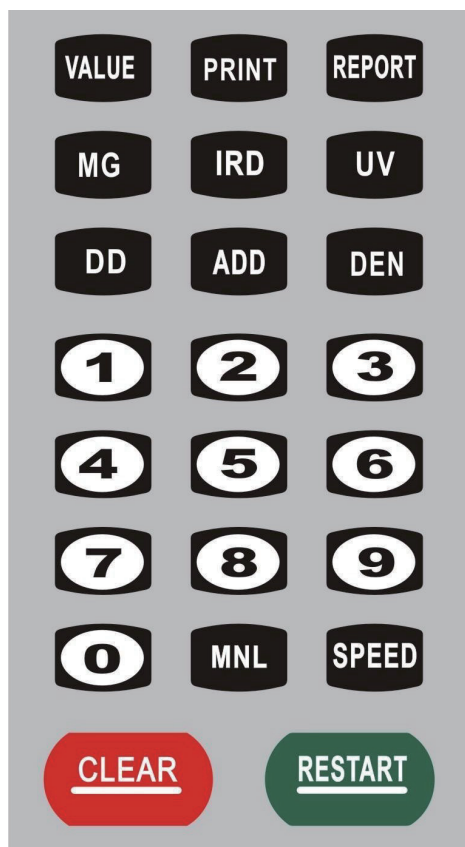 VALUE PRINT REPORT
MG IRD UV
DD ADD DEN
1 2 3
4 5 6
7 8 9
0 MNL SPEED
CLEAR RESTART